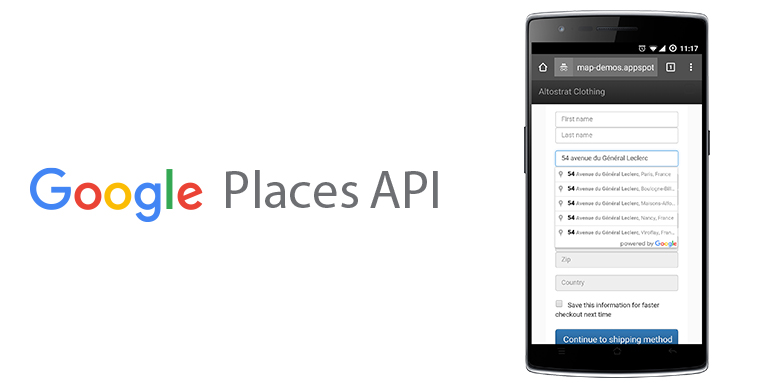 Google Places API
11:17
map-demos.appspot
1
Altostrat Clothing
First name
Last name
54 avenue du Général Leclerc
54 Avenue du Général Leclerc, Paris, France
54 Avenue du Général Leclerc, Boulogne-Bill...
54 Avenue du Général Leclerc, Maisons-Alfo...
54 Avenue du Général Leclerc, Nancy, France
54 Avenue du Général Leclerc, Viroflay, Fran...
powered by Google
Zip
Country
Save this information for faster
checkout next time
Continue to shipping method